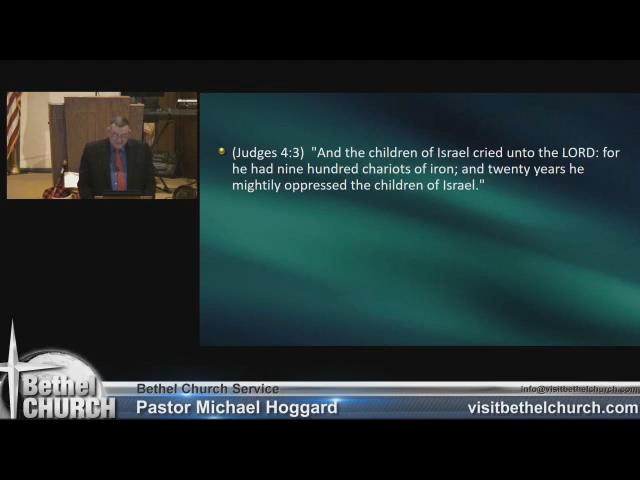 (Judges 4:3) "And the children of Israel cried unto the LORD: for
he had nine hundred chariots of iron; and twenty years he
mightily oppressed the children of Israel."
Bethel
CHURCH
Bethel Church Service
info@visitbethelchurch.com
Pastor Michael Hoggard
visitbethelchurch.com